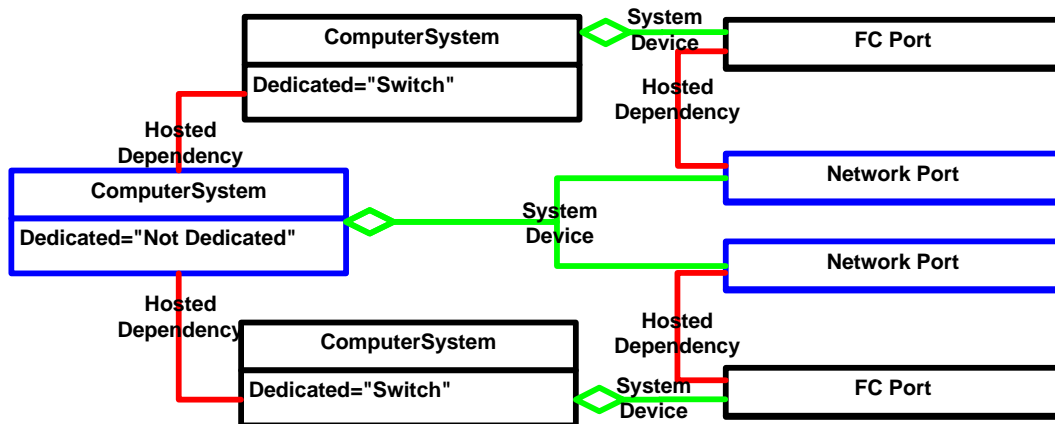 ComputerSystem
Dedicated="Switch"
System
Device
FC Port
Hosted
Dependency
Hosted
Dependency
ComputerSystem
Dedicated="Not Dedicated"
System
Device
Network Port
Network Port
Hosted
Dependency
Hosted
Dependency
ComputerSystem
Dedicated="Switch"
System
Device
FC Port